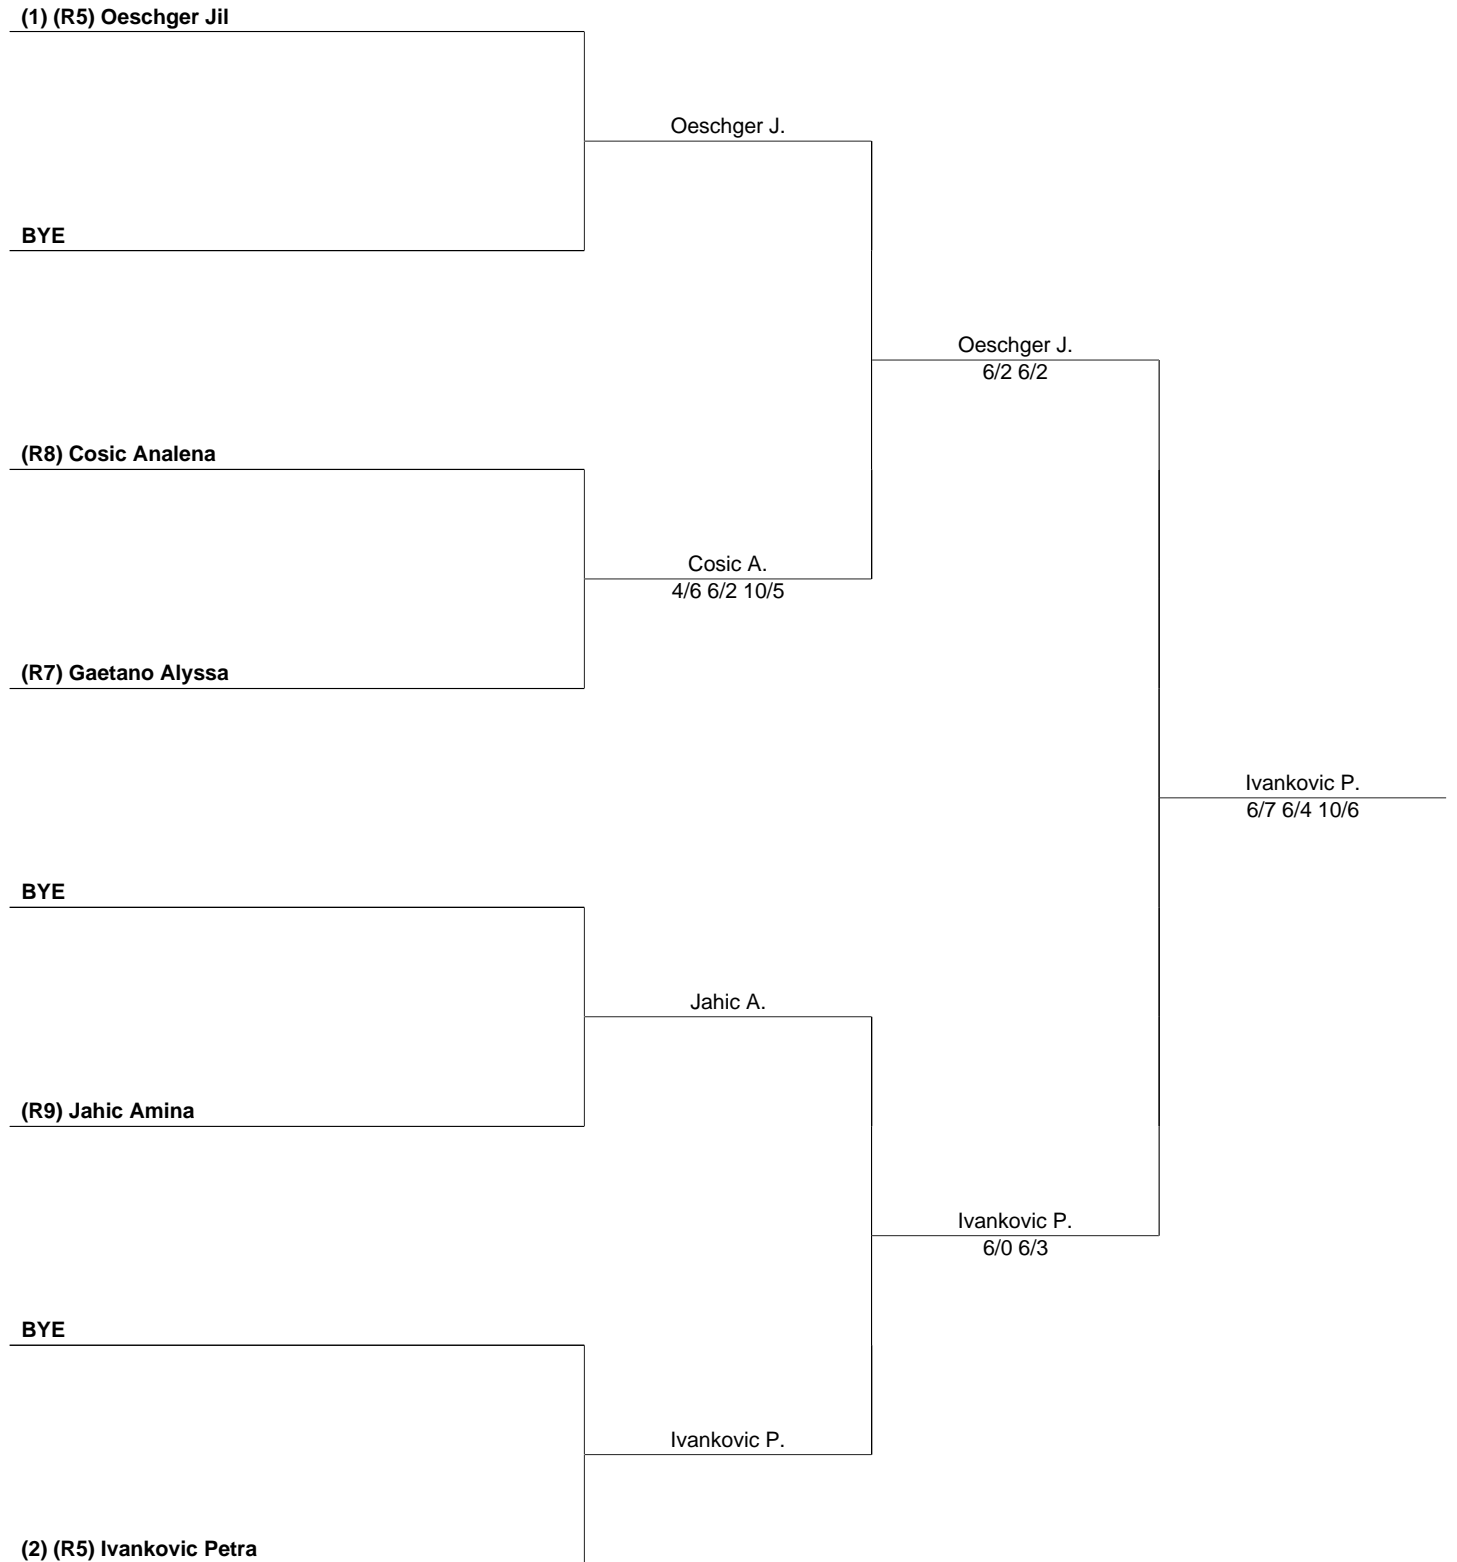 (1) (R5) Oeschger Jil
Oeschger J.
BYE
Oeschger J.
6/2 6/2
(R8) Cosic Analena
Cosic A.
4/6 6/2 10/5
(R7) Gaetano Alyssa
Ivankovic P.
6/7 6/4 10/6
BYE
Jahic A.
(R9) Jahic Amina
Ivankovic P.
6/0 6/3
BYE
Ivankovic P.
(2) (R5) Ivankovic Petra